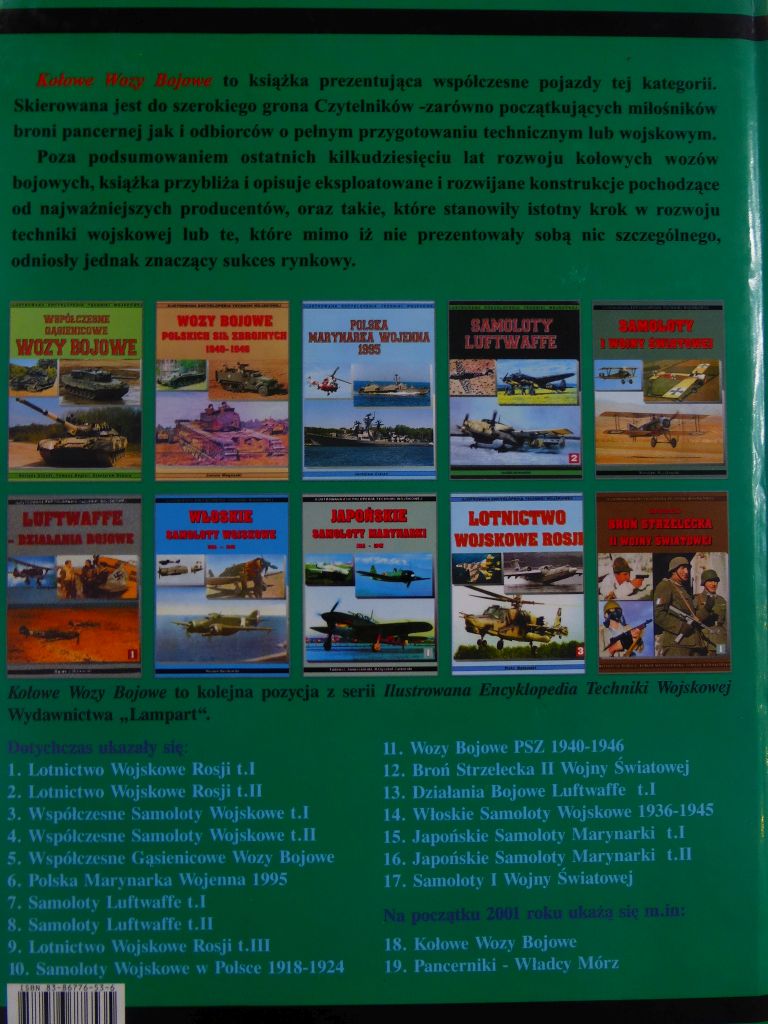 Kołowe Wozy Bojowe to książka prezentująca współczesne pojazdy tej kategorii.
Skierowana jest do szerokiego grona Czytelników -zarówno początkujących miłośników
broni pancernej jak i odbiorców o pełnym przygotowaniu technicznym lub wojskowym.
Poza podsumowaniem ostatnich kilkudziesięciu lat rozwoju kołowych wozów
bojowych, książka przybliża i opisuje eksploatowane i rozwijane konstrukcje pochodzące
od najważniejszych producentów, oraz takie, które stanowiły istotny krok w rozwoju
techniki wojskowej lub te, które mimo iż nie prezentowały sobą nic szczególnego,
odniosły jednak znaczący sukces rynkowy.
WSPÓŁCZESNE
GĄSIENICOWE
WOZY BOJOWE
WOZY BOJOWE
POLSKICH SIŁ ZBROJNYCH
1940-1946
POLSKA
MARYNARKA WOJENNA
1995
SAMOLOTY
LUFTWAFFE
2
SAMOLOTY
I WOJNY ŚWIATOWEJ
LUFTWAFFE
- DZIAŁANIA BOJOWE
1
WŁOSKIE
SAMOLOTY WOJSKOWE
JAPOŃSKIE
SAMOLOTY MARYNARKI
1
LOTNICTWO
WOJSKOWE ROSJI
3
BROŃ STRZELECKA
II WOJNY ŚWIATOWEJ
1
Kołowe Wozy Bojowe to kolejna pozycja z serii Ilustrowana Encyklopedia Techniki Wojskowej
Wydawnictwa „Lampart“.
Dotychczas ukazały się:
1. Lotnictwo Wojskowe Rosji t.I
2. Lotnictwo Wojskowe Rosji t.II
3. Współczesne Samoloty Wojskowe t.I
4. Współczesne Samoloty Wojskowe t.II
5. Współczesne Gąsienicowe Wozy Bojowe
6. Polska Marynarka Wojenna 1995
7. Samoloty Luftwaffe t.I
8. Samoloty Luftwaffe t.II
9. Lotnictwo Wojskowe Rosji t.III
10. Samoloty Wojskowe w Polsce 1918-1924
11. Wozy Bojowe PSZ 1940-1946
12. Broń Strzelecka II Wojny Światowej
13. Działania Bojowe Luftwaffe t.I
14. Włoskie Samoloty Wojskowe 1936-1945
15. Japońskie Samoloty Marynarki t.I
16. Japońskie Samoloty Marynarki t.II
17. Samoloty I Wojny Światowej
Na początku 2001 roku ukażą się m.in:
18. Kołowe Wozy Bojowe
19. Pancerniki - Władcy Mórz
ISBN 83-86776-53-6